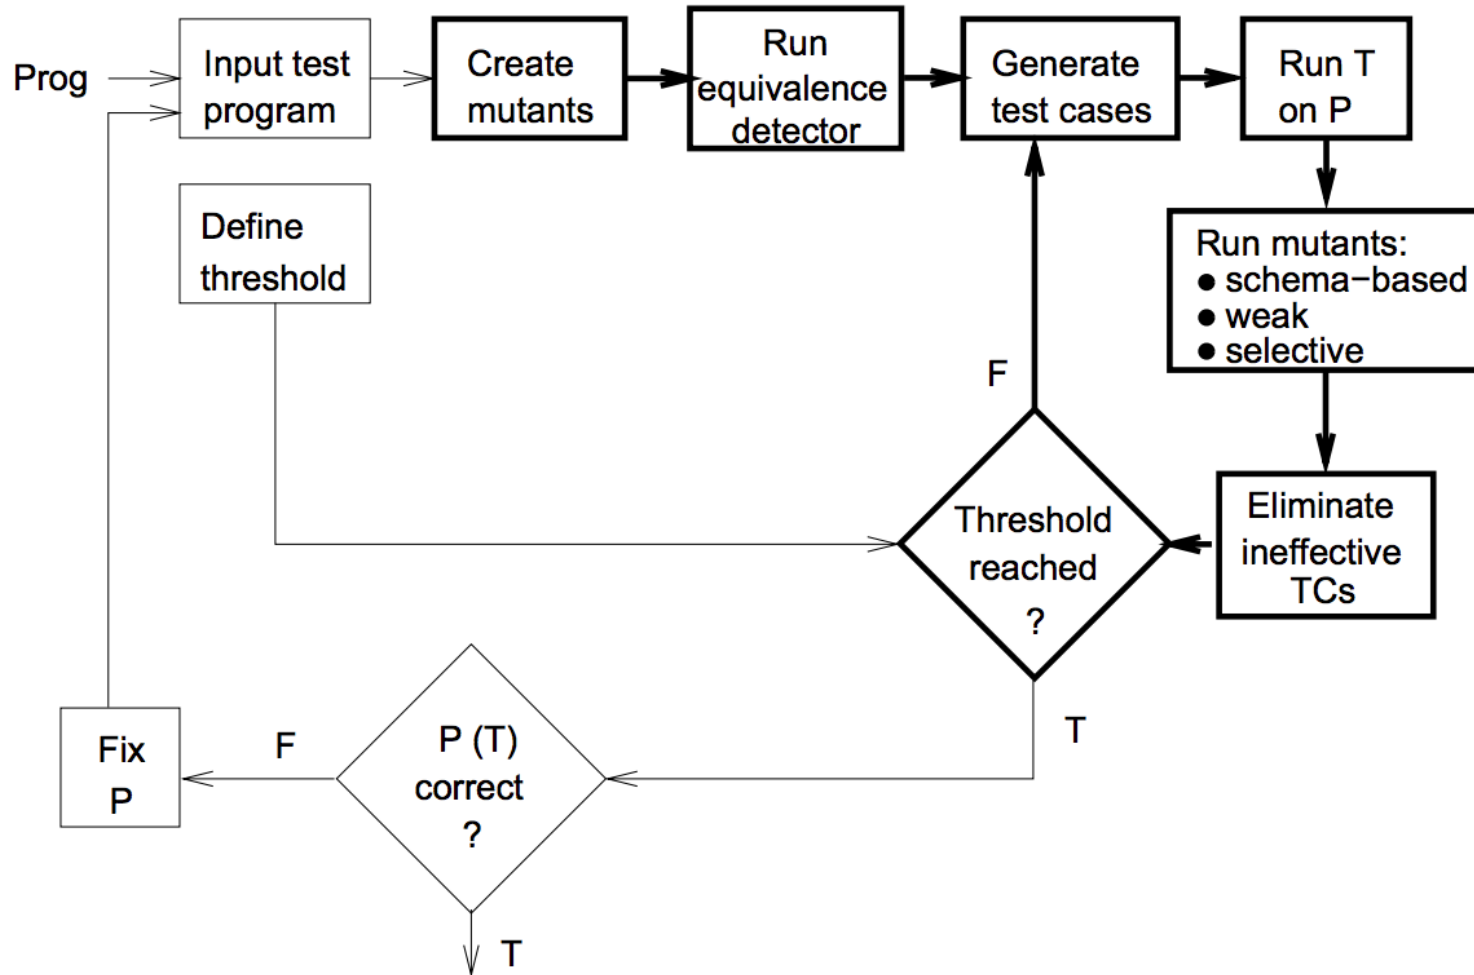 Prog
Input test
program
Create
mutants
Run
equivalence
detector
Generate
test cases
Run T
on P
Define
threshold
Run mutants:
● schema−based
● weak
● selective
F
Threshold
reached
?
Eliminate
ineffective
TCs
T
P (T)
correct
?
F
Fix
P
T